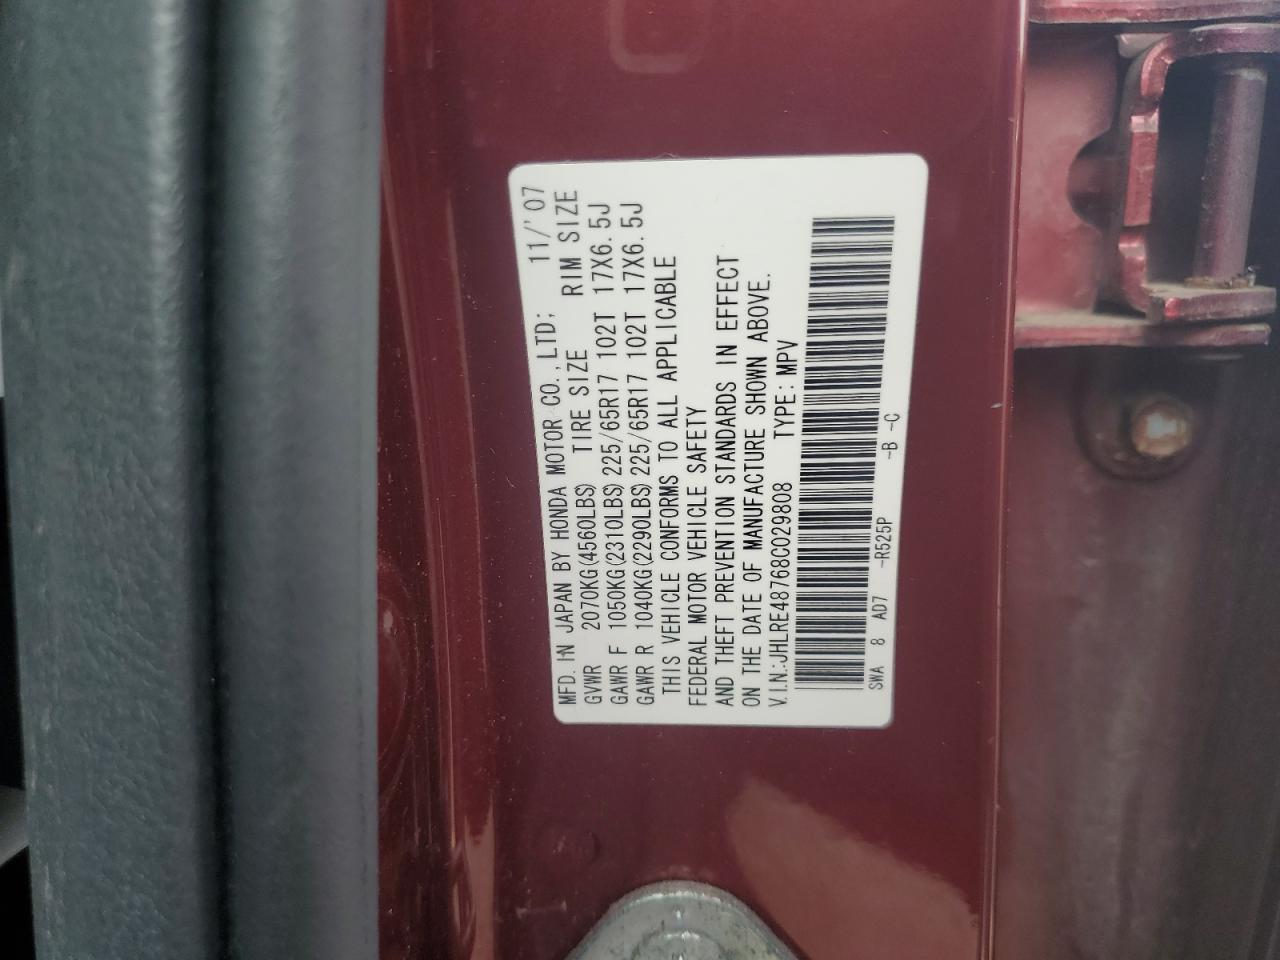 MFD. IN JAPAN BY HONDA MOTOR CO., LTD: 11/'07
GVWR 2070KG(4560LBS) TIRE SIZE RIM SIZE
GAWR F 1050KG(2310LBS) 225/65R17 102T 17X6.5J
GAWR R 1040KG(2290LBS) 225/65R17 102T 17X6.5J
THIS VEHICLE CONFORMS TO ALL APPLICABLE
FEDERAL MOTOR VEHICLE SAFETY
AND THEFT PREVENTION STANDARDS IN EFFECT
ON THE DATE OF MANUFACTURE SHOWN ABOVE.
V.I.N.:JHLRE48768C029808 TYPE: MPV
SWA 8 AD7 -R525P -B -C